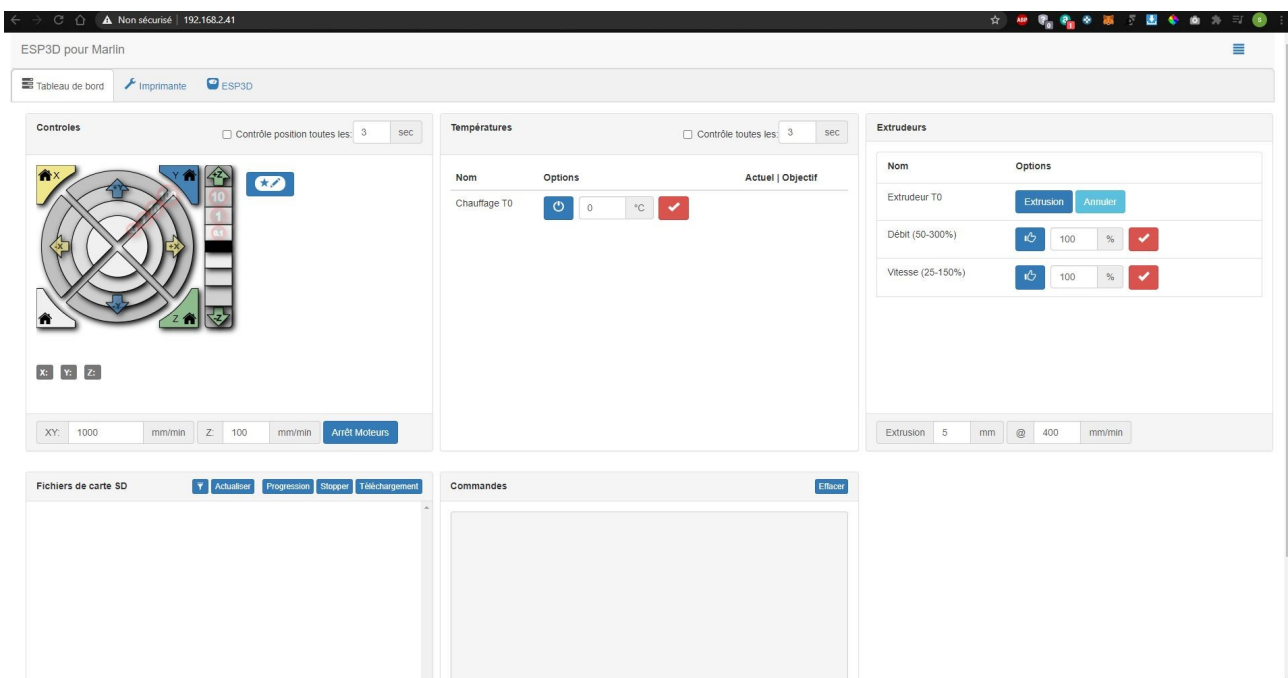 Non sécurisé | 192.168.2.41
ESP3D pour Marlin
Tableau de bord Imprimante ESP3D
Controles Contrôle position toutes les: 3 sec
X Y +Z
+Y
10
1
0.1
-X +X
-Y
Z -Z
X: Y: Z:
XY: 1000 mm/min Z: 100 mm/min Arrêt Moteurs
Températures Contrôle toutes les: 3 sec
Nom Options Actuel | Objectif
Chauffage T0 0 °C
Extrudeurs
Nom Options
Extrudeur T0 Extrusion Annuler
Débit (50-300%) 100 %
Vitesse (25-150%) 100 %
Extrusion 5 mm @ 400 mm/min
Fichiers de carte SD Actualiser Progression Stopper Téléchargement
Commandes Effacer